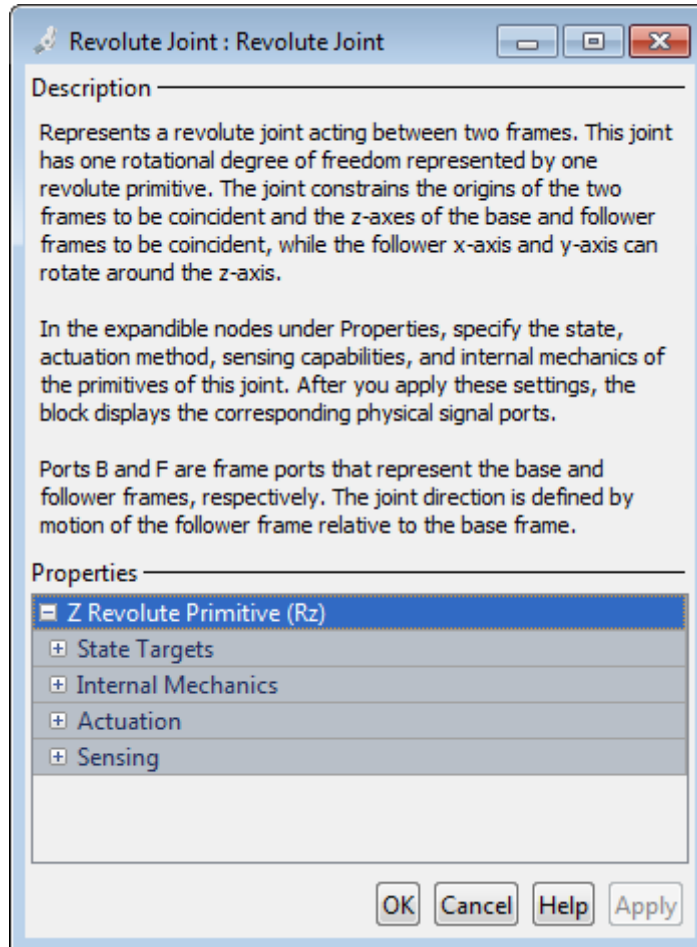 Revolute Joint : Revolute Joint
Description
Represents a revolute joint acting between two frames. This joint
has one rotational degree of freedom represented by one
revolute primitive. The joint constrains the origins of the two
frames to be coincident and the z-axes of the base and follower
frames to be coincident, while the follower x-axis and y-axis can
rotate around the z-axis.
In the expandible nodes under Properties, specify the state,
actuation method, sensing capabilities, and internal mechanics of
the primitives of this joint. After you apply these settings, the
block displays the corresponding physical signal ports.
Ports B and F are frame ports that represent the base and
follower frames, respectively. The joint direction is defined by
motion of the follower frame relative to the base frame.
Properties
Z Revolute Primitive (Rz)
State Targets
Internal Mechanics
Actuation
Sensing
OK Cancel Help Apply